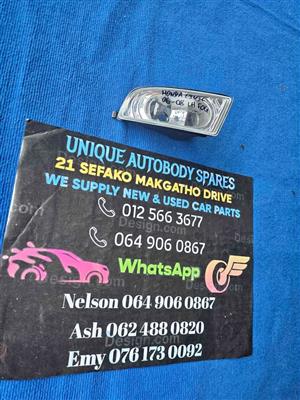 HONDA CIVIC
06-08 LH FOG
UNIQUE AUTOBODY SPARES
21 SEFAKO MAKGATHO DRIVE
WE SUPPLY NEW & USED CAR PARTS
012 566 3677
064 906 0867
WhatsApp
Nelson 064 906 0867
Ash 062 488 0820
Emy 076 173 0092